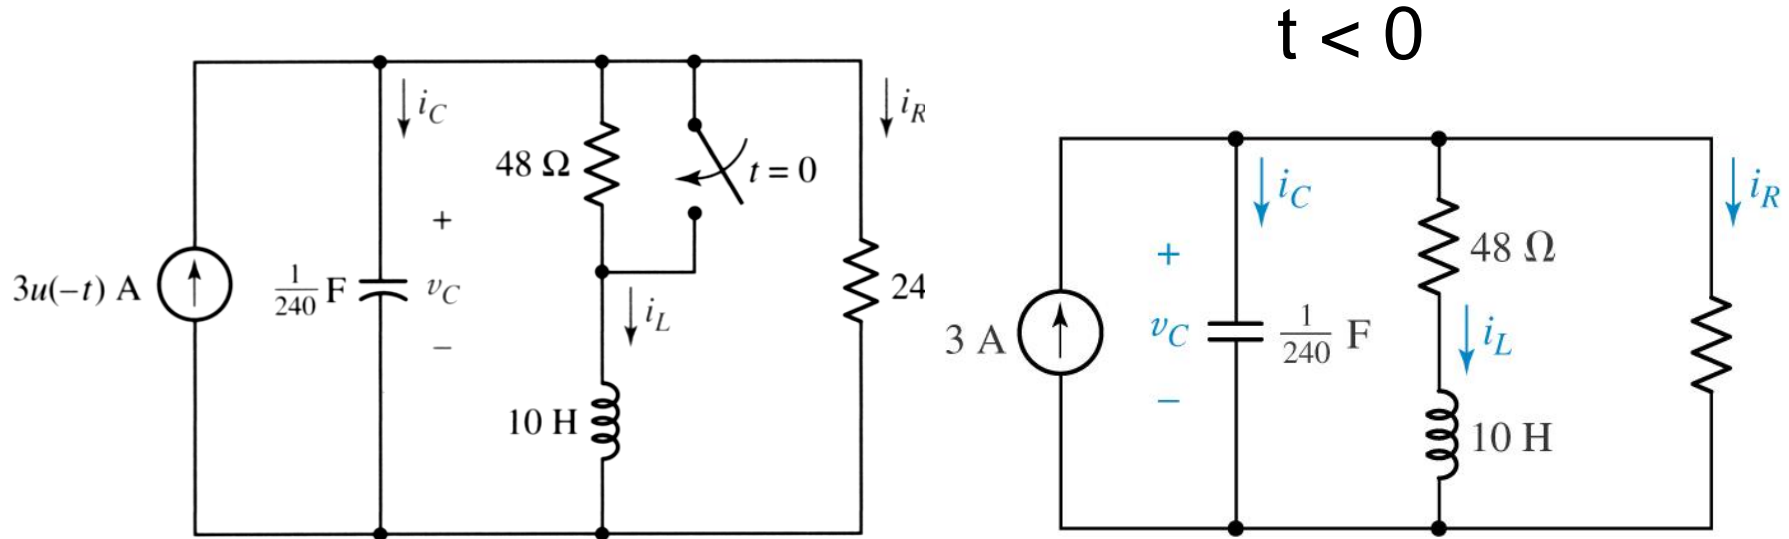 t < 0
i_C
i_R
48 Ω
t = 0
+
3u(−t) A
1/240 F
v_C
24
i_L
−
10 H
i_C
i_R
48 Ω
+
3 A
v_C
1/240 F
i_L
−
10 H